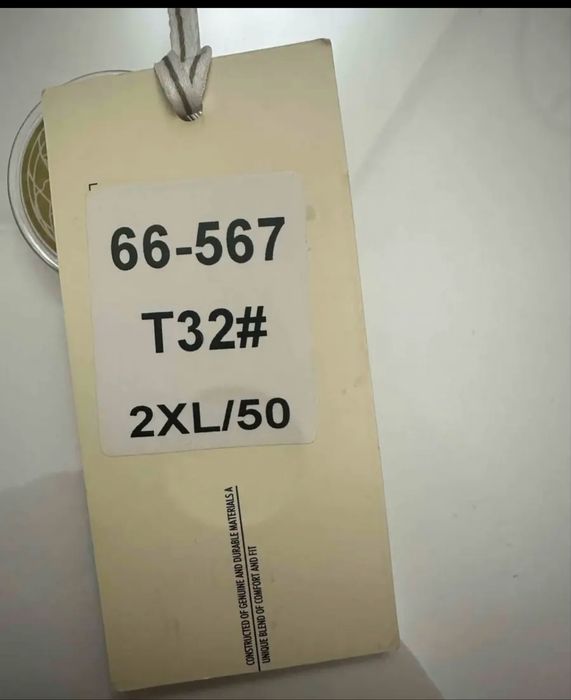 66-567
T32#
2XL/50
CONSTRUCTED OF GENUINE AND DURABLE MATERIALS A
UNIQUE BLEND OF COMFORT AND FIT